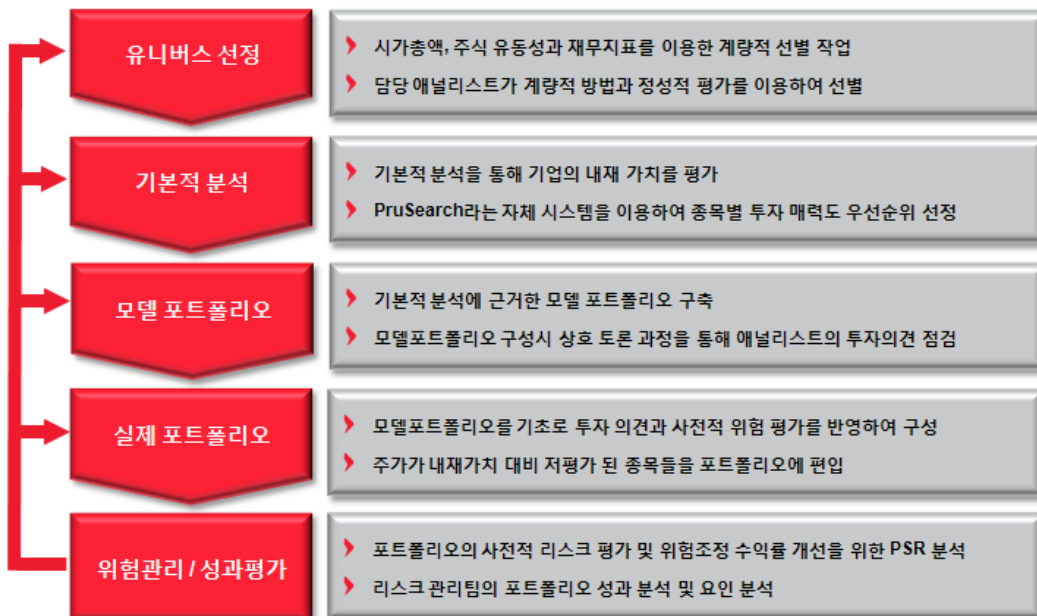 유니버스 선정
시가총액, 주식 유동성과 재무지표를 이용한 계량적 선별 작업
담당 애널리스트가 계량적 방법과 정성적 평가를 이용하여 선별
기본적 분석
기본적 분석을 통해 기업의 내재 가치를 평가
PruSearch라는 자체 시스템을 이용하여 종목별 투자 매력도 우선순위 선정
모델 포트폴리오
기본적 분석에 근거한 모델 포트폴리오 구축
모델포트폴리오 구성시 상호 토론 과정을 통해 애널리스트의 투자의견 점검
실제 포트폴리오
모델포트폴리오를 기초로 투자 의견과 사전적 위험 평가를 반영하여 구성
주가가 내재가치 대비 저평가 된 종목들을 포트폴리오에 편입
위험관리 / 성과평가
포트폴리오의 사전적 리스크 평가 및 위험조정 수익률 개선을 위한 PSR 분석
리스크 관리팀의 포트폴리오 성과 분석 및 요인 분석